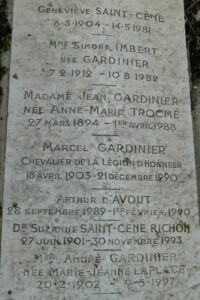 Geneviève SAINT-CÈNE
6.3.1904 - 14.5.1981
Mme Simone IMBERT
née GARDINIER
7.2.1912 - 10.8.1982
Madame Jean GARDINIER
née Anne-Marie TROCMÉ
27 mars 1894 - 1er avril 1988
Marcel GARDINIER
Chevalier de la Légion d'Honneur
18 avril 1903-21 décembre 1990
Arthur d'AVOUT
28 septembre 1989-1er février 1990
Dr Suzanne SAINT-CÈNE RICHON
27 juin 1901-30 novembre 1993
Mme André GARDINIER
née Marie-Jeanne LAPLACE
20.2.1902 - 5.1997